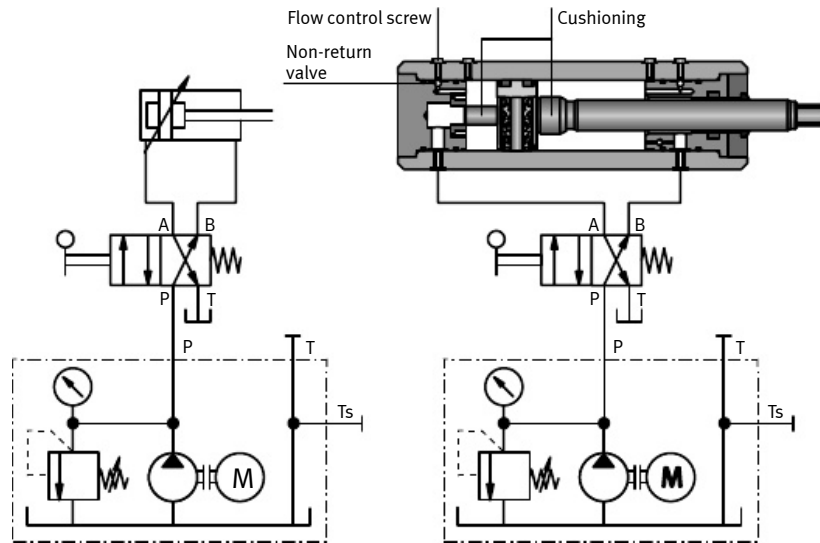 Flow control screw
Cushioning
Non-return
valve
A B
A B
P T
P T
P T
P T
Ts
Ts
M
M